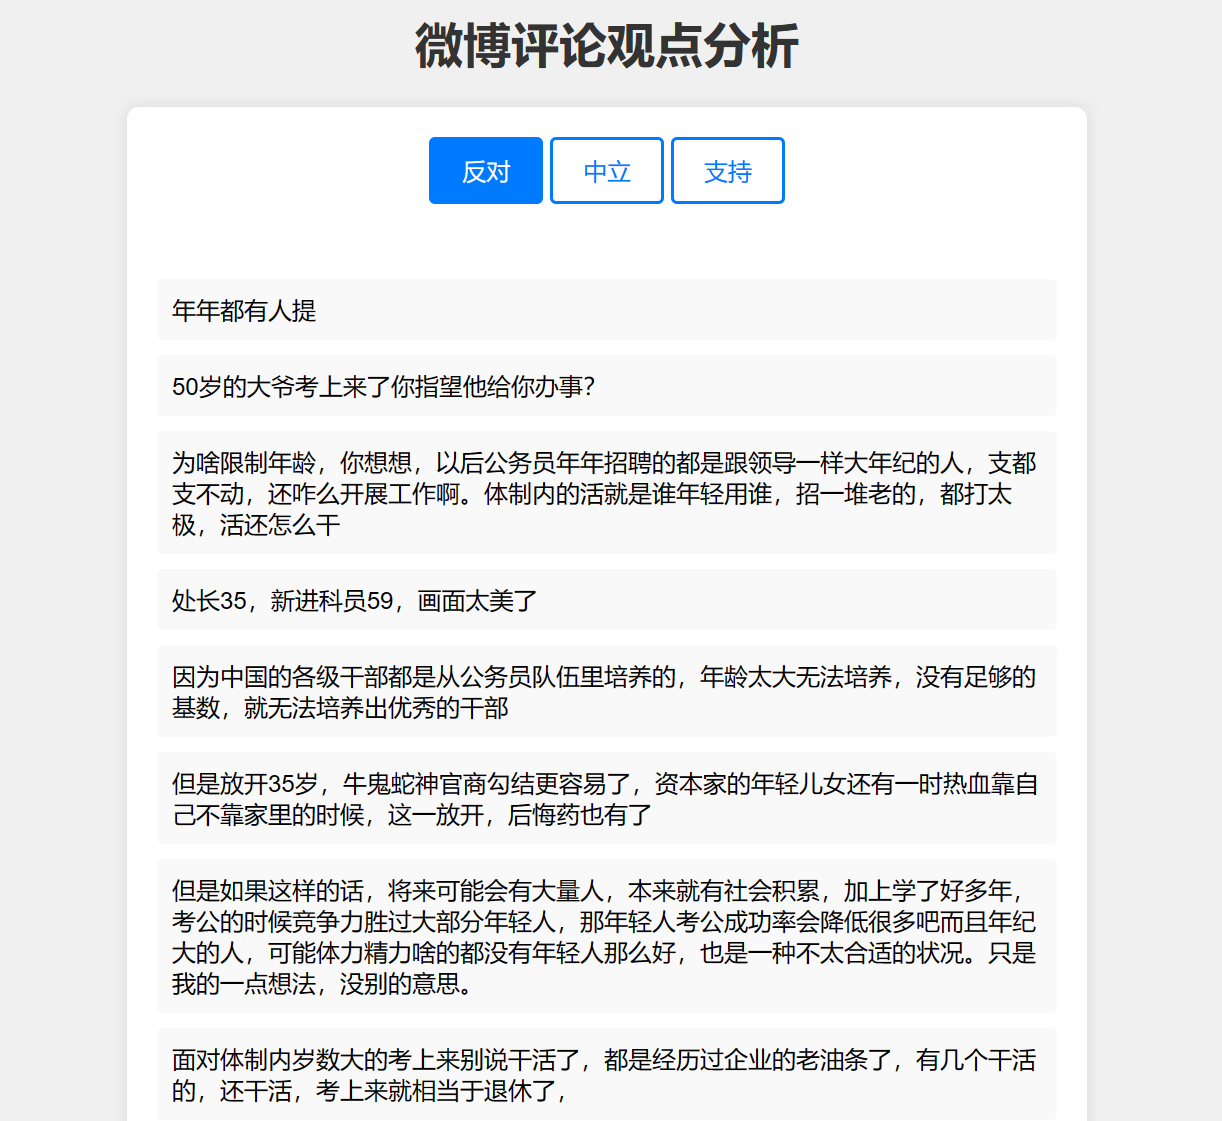 微博评论观点分析
反对
中立
支持
年年都有人提
50岁的大爷考上来了你指望他给你办事？
为啥限制年龄，你想想，以后公务员年年招聘的都是跟领导一样大年纪的人，支都
支不动，还咋么开展工作啊。体制内的活就是谁年轻用谁，招一堆老的，都打太
极，活还怎么干
处长35，新进科员59，画面太美了
因为中国的各级干部都是从公务员队伍里培养的，年龄太大无法培养，没有足够的
基数，就无法培养出优秀的干部
但是放开35岁，牛鬼蛇神官商勾结更容易了，资本家的年轻儿女还有一时热血靠自
己不靠家里的时候，这一放开，后悔药也有了
但是如果这样的话，将来可能会有大量人，本来就有社会积累，加上学了好多年，
考公的时候竞争力胜过大部分年轻人，那年轻人考公成功率会降低很多吧而且年纪
大的人，可能体力精力啥的都没有年轻人那么好，也是一种不太合适的状况。只是
我的一点想法，没别的意思。
面对体制内岁数大的考上来别说干活了，都是经历过企业的老油条了，有几个干活
的，还干活，考上来就相当于退休了，